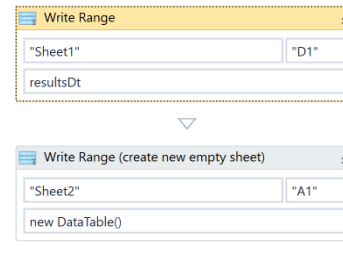 Write Range
"Sheet1"
"D1"
resultsDt
Write Range (create new empty sheet)
"Sheet2"
"A1"
new DataTable()